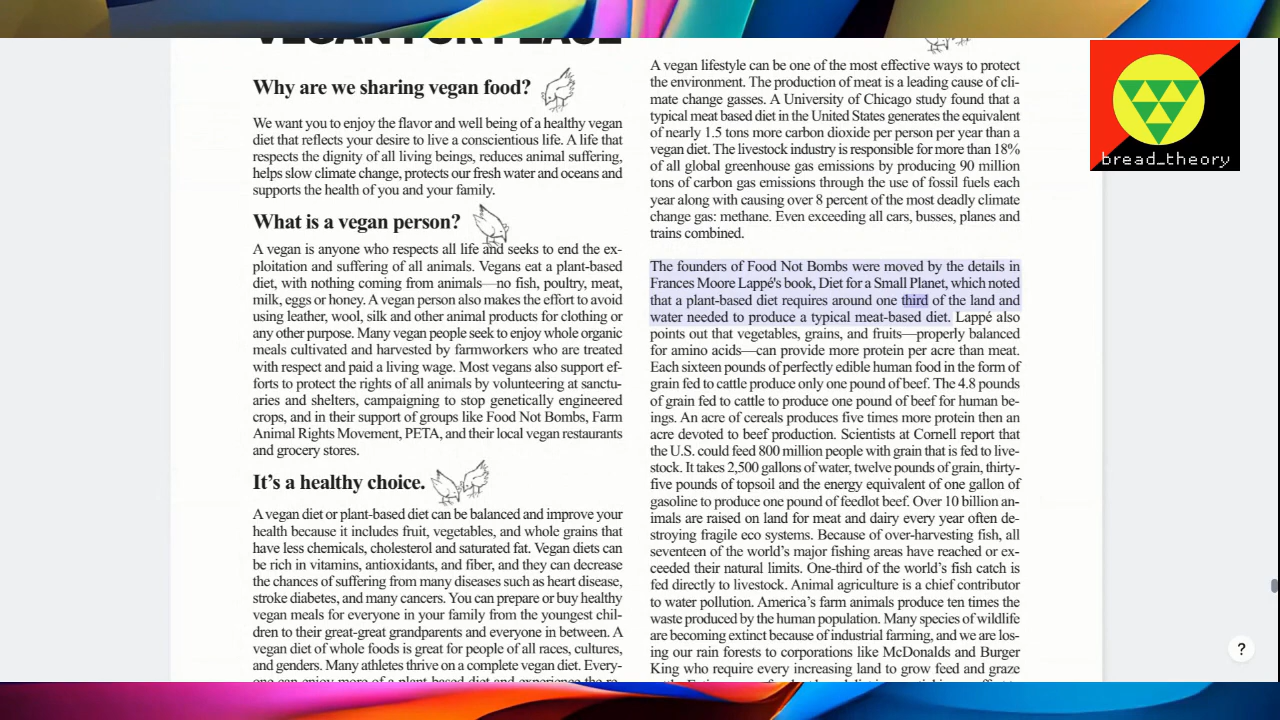 VEGAN FOR PEACE
Why are we sharing vegan food?
We want you to enjoy the flavor and well being of a healthy vegan
diet that reflects your desire to live a conscientious life. A life that
respects the dignity of all living beings, reduces animal suffering,
helps slow climate change, protects our fresh water and oceans and
supports the health of you and your family.
What is a vegan person?
A vegan is anyone who respects all life and seeks to end the ex-
ploitation and suffering of all animals. Vegans eat a plant-based
diet, with nothing coming from animals—no fish, poultry, meat,
milk, eggs or honey. A vegan person also makes the effort to avoid
using leather, wool, silk and other animal products for clothing or
any other purpose. Many vegan people seek to enjoy whole organic
meals cultivated and harvested by farmworkers who are treated
with respect and paid a living wage. Most vegans also support ef-
forts to protect the rights of all animals by volunteering at sanctu-
aries and shelters, campaigning to stop genetically engineered
crops, and in their support of groups like Food Not Bombs, Farm
Animal Rights Movement, PETA, and their local vegan restaurants
and grocery stores.
It's a healthy choice.
A vegan diet or plant-based diet can be balanced and improve your
health because it includes fruit, vegetables, and whole grains that
have less chemicals, cholesterol and saturated fat. Vegan diets can
be rich in vitamins, antioxidants, and fiber, and they can decrease
the chances of suffering from many diseases such as heart disease,
stroke diabetes, and many cancers. You can prepare or buy healthy
vegan meals for everyone in your family from the youngest chil-
dren to their great-great grandparents and everyone in between. A
vegan diet of whole foods is great for people of all races, cultures,
and genders. Many athletes thrive on a complete vegan diet. Every-
one can enjoy more of a plant-based diet and experience the re-
A vegan lifestyle can be one of the most effective ways to protect
the environment. The production of meat is a leading cause of cli-
mate change gasses. A University of Chicago study found that a
typical meat based diet in the United States generates the equivalent
of nearly 1.5 tons more carbon dioxide per person per year than a
vegan diet. The livestock industry is responsible for more than 18%
of all global greenhouse gas emissions by producing 90 million
tons of carbon gas emissions through the use of fossil fuels each
year along with causing over 8 percent of the most deadly climate
change gas: methane. Even exceeding all cars, busses, planes and
trains combined.
The founders of Food Not Bombs were moved by the details in
Frances Moore Lappé's book, Diet for a Small Planet, which noted
that a plant-based diet requires around one third of the land and
water needed to produce a typical meat-based diet. Lappé also
points out that vegetables, grains, and fruits—properly balanced
for amino acids—can provide more protein per acre than meat.
Each sixteen pounds of perfectly edible human food in the form of
grain fed to cattle produce only one pound of beef. The 4.8 pounds
of grain fed to cattle to produce one pound of beef for human be-
ings. An acre of cereals produces five times more protein then an
acre devoted to beef production. Scientists at Cornell report that
the U.S. could feed 800 million people with grain that is fed to live-
stock. It takes 2,500 gallons of water, twelve pounds of grain, thirty-
five pounds of topsoil and the energy equivalent of one gallon of
gasoline to produce one pound of feedlot beef. Over 10 billion an-
imals are raised on land for meat and dairy every year often de-
stroying fragile eco systems. Because of over-harvesting fish, all
seventeen of the world's major fishing areas have reached or ex-
ceeded their natural limits. One-third of the world's fish catch is
fed directly to livestock. Animal agriculture is a chief contributor
to water pollution. America's farm animals produce ten times the
waste produced by the human population. Many species of wildlife
are becoming extinct because of industrial farming, and we are los-
ing our rain forests to corporations like McDonalds and Burger
King who require every increasing land to grow feed and graze
bread_theory
?